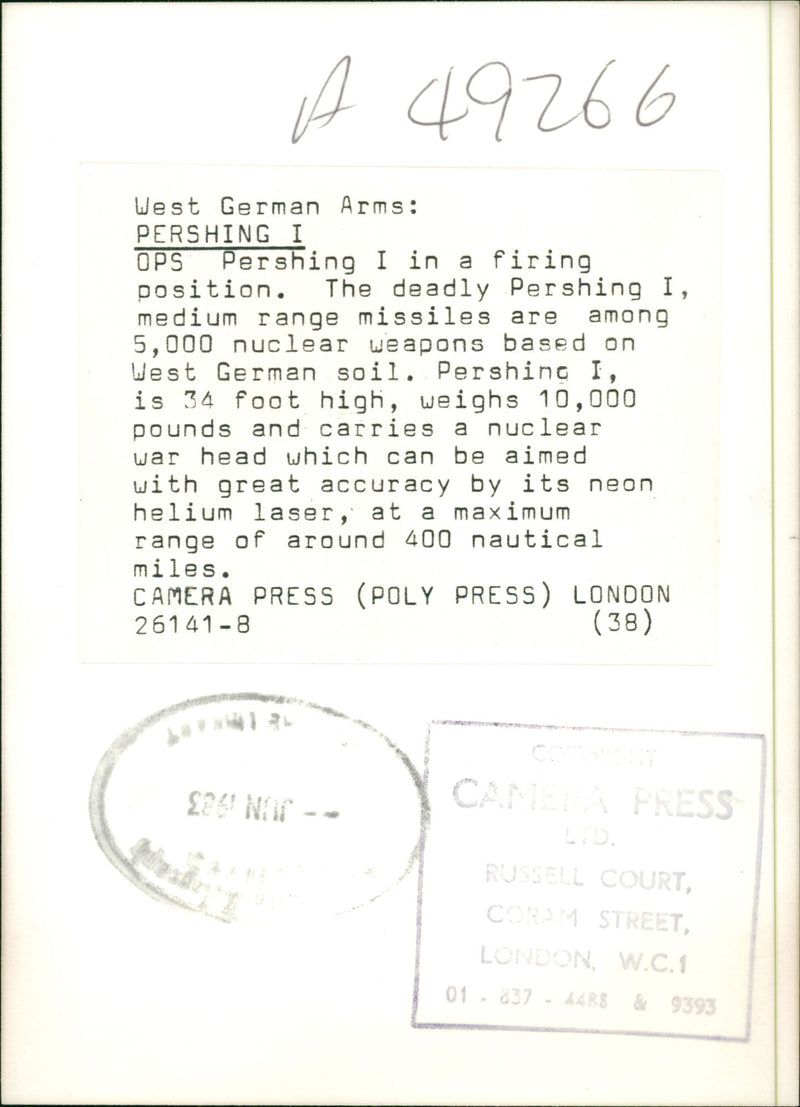 A 49266
West German Arms:
PERSHING I
OPS Pershing I in a firing
position. The deadly Pershing I,
medium range missiles are among
5,000 nuclear weapons based on
West German soil. Pershing I,
is 34 foot high, weighs 10,000
pounds and carries a nuclear
war head which can be aimed
with great accuracy by its neon
helium laser, at a maximum
range of around 400 nautical
miles.
CAMERA PRESS (POLY PRESS) LONDON
26141-8 (38)
-- JUN 1983
COPYRIGHT
CAMERA PRESS
LTD.
RUSSELL COURT,
CORAM STREET,
LONDON, W.C.1
01 - 837 - 4488 & 9393